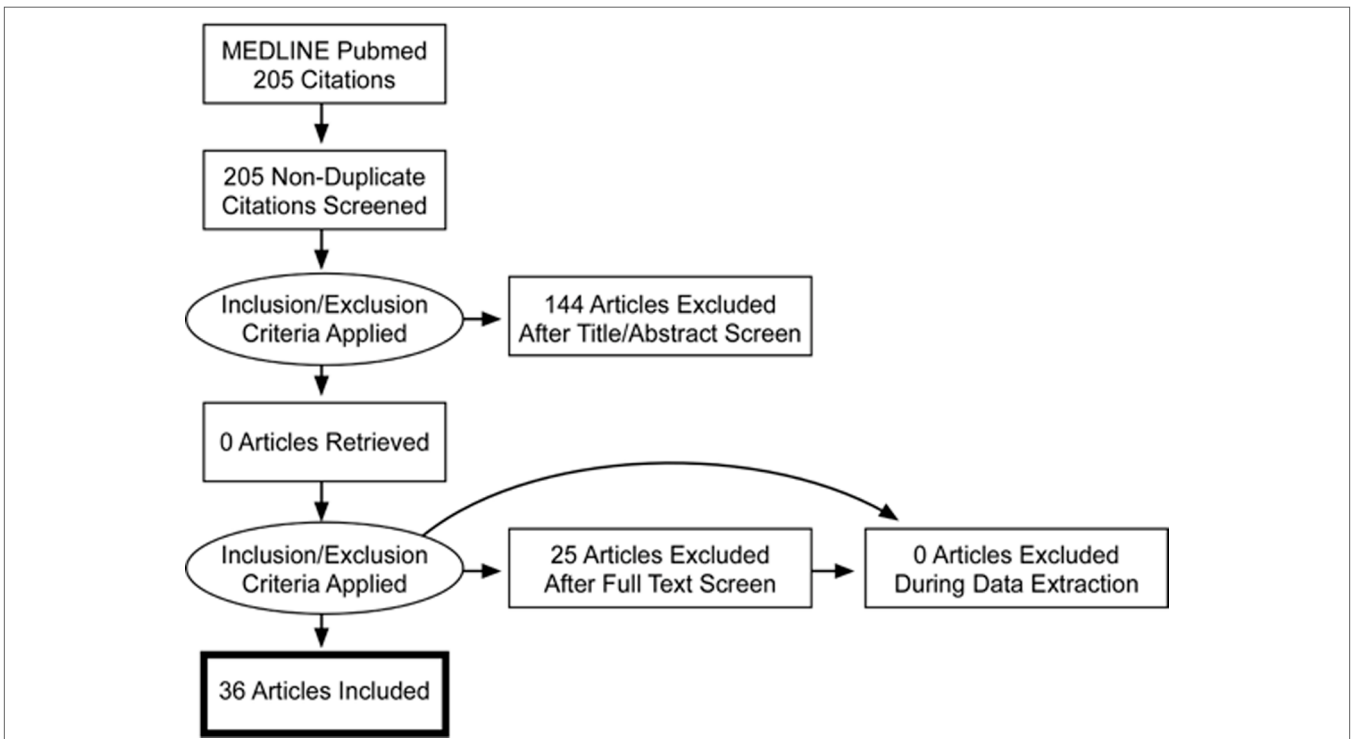 MEDLINE Pubmed
205 Citations
205 Non-Duplicate
Citations Screened
Inclusion/Exclusion
Criteria Applied
144 Articles Excluded
After Title/Abstract Screen
0 Articles Retrieved
Inclusion/Exclusion
Criteria Applied
25 Articles Excluded
After Full Text Screen
0 Articles Excluded
During Data Extraction
36 Articles Included